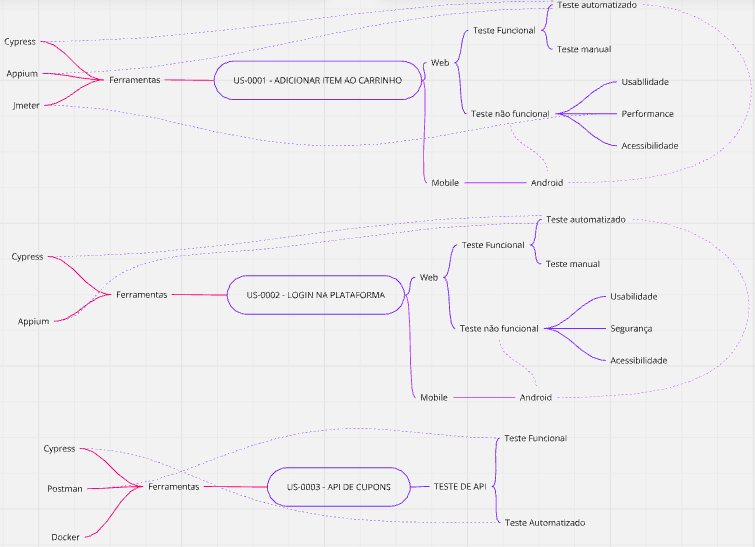 Teste automatizado
Teste Funcional
Cypress
Teste manual
Web
Appium
Ferramentas
US-0001 - ADICIONAR ITEM AO CARRINHO
Usabilidade
Jmeter
Teste não funcional
Performance
Acessibilidade
Mobile
Android
Teste automatizado
Teste Funcional
Cypress
Teste manual
Web
Ferramentas
US-0002 - LOGIN NA PLATAFORMA
Usabilidade
Appium
Teste não funcional
Segurança
Acessibilidade
Mobile
Android
Teste Funcional
Cypress
Postman
Ferramentas
US-0003 - API DE CUPONS
TESTE DE API
Teste Automatizado
Docker